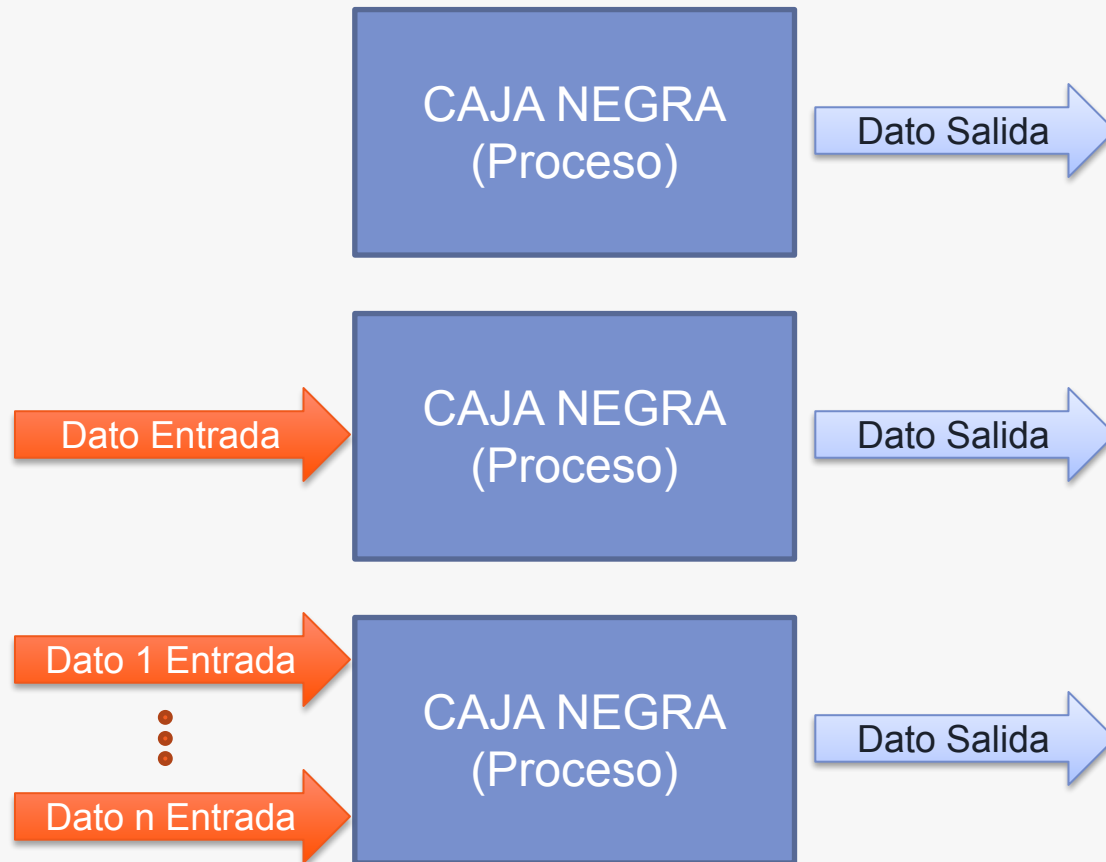 CAJA NEGRA
(Proceso)
Dato Salida
Dato Entrada
CAJA NEGRA
(Proceso)
Dato Salida
Dato 1 Entrada
Dato n Entrada
CAJA NEGRA
(Proceso)
Dato Salida